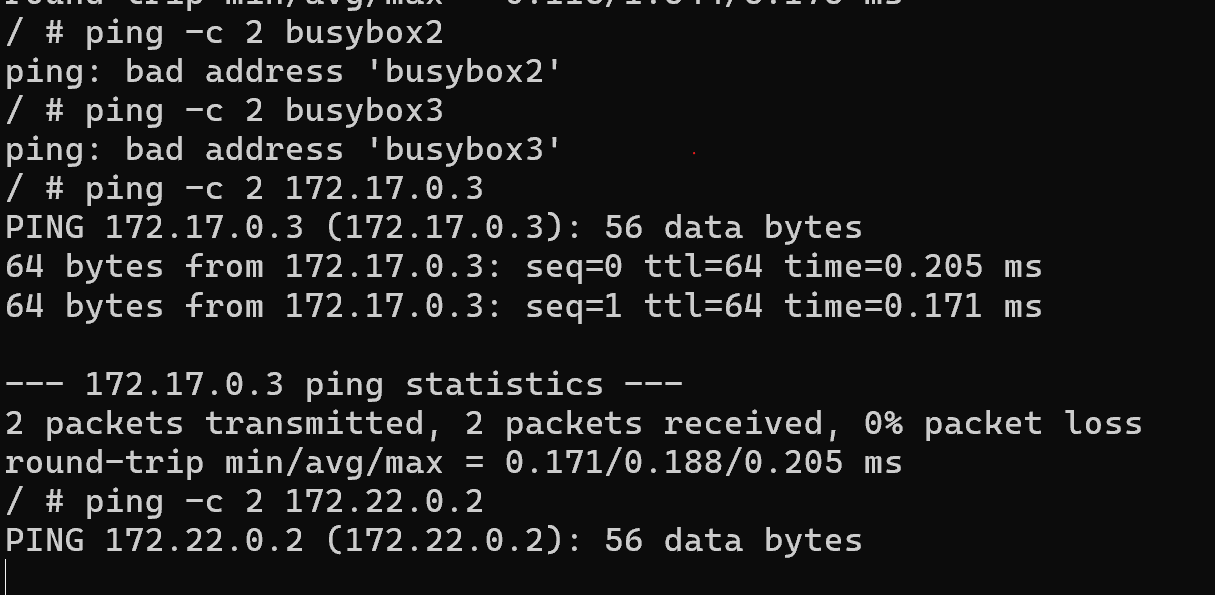 round-trip min/avg/max
/ # ping -c 2 busybox2
ping: bad address 'busybox2'
/ # ping -c 2 busybox3
ping: bad address 'busybox3'
/ # ping -c 2 172.17.0.3
PING 172.17.0.3 (172.17.0.3): 56 data bytes
64 bytes from 172.17.0.3: seq=0 ttl=64 time=0.205 ms
64 bytes from 172.17.0.3: seq=1 ttl=64 time=0.171 ms
--- 172.17.0.3 ping statistics ---
2 packets transmitted, 2 packets received, 0% packet loss
round-trip min/avg/max = 0.171/0.188/0.205 ms
/ # ping -c 2 172.22.0.2
PING 172.22.0.2 (172.22.0.2): 56 data bytes